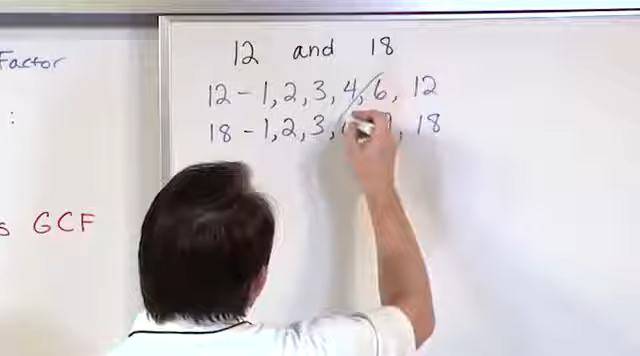 Factor
:
s GCF
12 and 18
12 - 1, 2, 3, 4, 6, 12
18 - 1, 2, 3, , 18